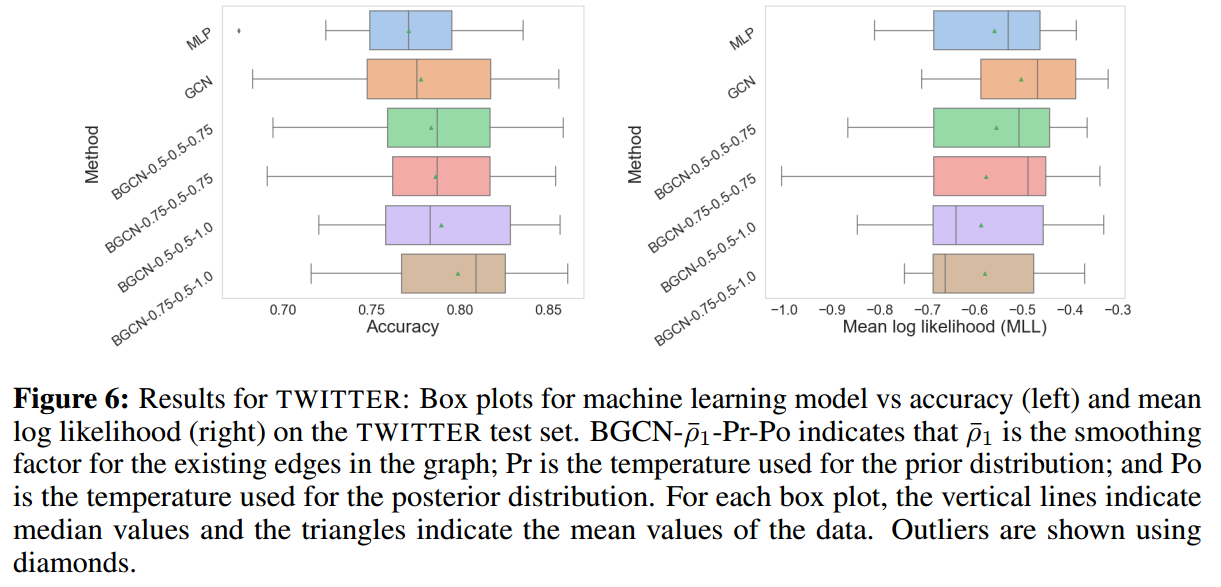 Method
MLP
GCN
BGCN-0.5-0.5-0.75
BGCN-0.75-0.5-0.75
BGCN-0.5-0.5-1.0
BGCN-0.75-0.5-1.0
0.70 0.75 0.80 0.85
Accuracy
Method
MLP
GCN
BGCN-0.5-0.5-0.75
BGCN-0.75-0.5-0.75
BGCN-0.5-0.5-1.0
BGCN-0.75-0.5-1.0
−1.0 −0.9 −0.8 −0.7 −0.6 −0.5 −0.4 −0.3
Mean log likelihood (MLL)
Figure 6: Results for TWITTER: Box plots for machine learning model vs accuracy (left) and mean
log likelihood (right) on the TWITTER test set. BGCN-ρ̄₁-Pr-Po indicates that ρ̄₁ is the smoothing
factor for the existing edges in the graph; Pr is the temperature used for the prior distribution; and Po
is the temperature used for the posterior distribution. For each box plot, the vertical lines indicate
median values and the triangles indicate the mean values of the data. Outliers are shown using
diamonds.